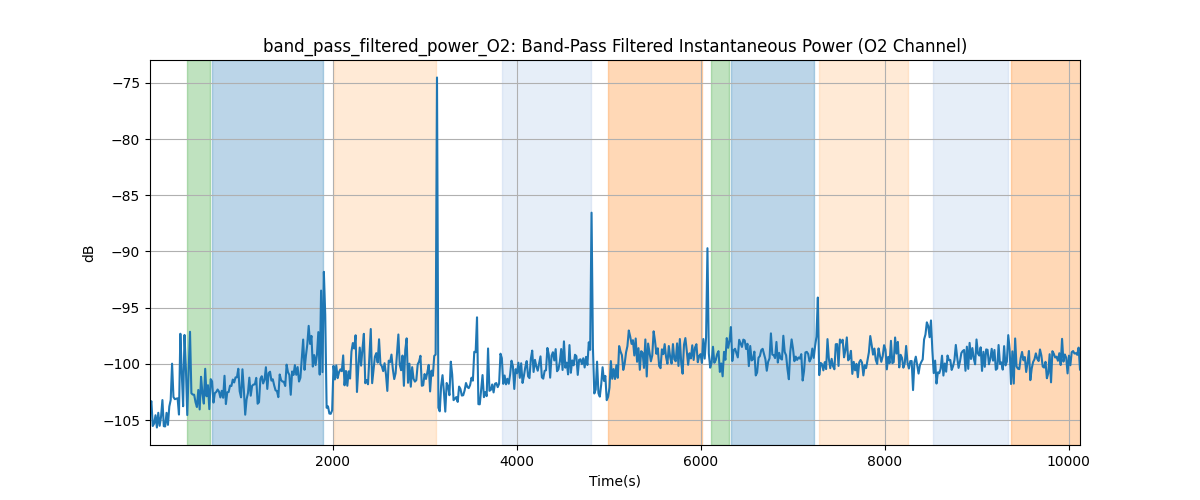 band_pass_filtered_power_O2: Band-Pass Filtered Instantaneous Power (O2 Channel)
−75
−80
−85
−90
−95
−100
−105
dB
2000 4000 6000 8000 10000
Time(s)